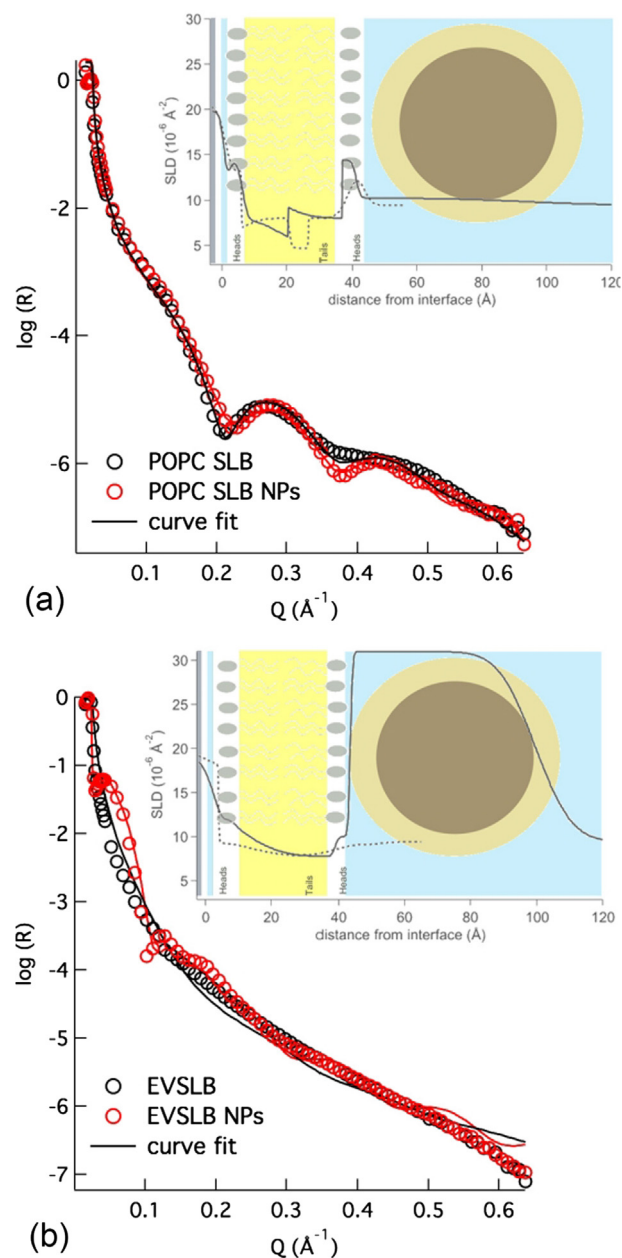 30
25
20
15
10
5
SLD (10⁻⁶ Å⁻²)
Heads
Tails
Heads
0 20 40 60 80 100 120
distance from interface (Å)
0
-2
-4
-6
log (R)
POPC SLB
POPC SLB NPs
curve fit
0.1 0.2 0.3 0.4 0.5 0.6
Q (Å⁻¹)
(a)
30
25
20
15
10
5
SLD (10⁻⁶ Å⁻²)
Heads
Tails
Heads
0 20 40 60 80 100 120
distance from interface (Å)
0
-1
-2
-3
-4
-5
-6
-7
log (R)
EVSLB
EVSLB NPs
curve fit
0.1 0.2 0.3 0.4 0.5 0.6
Q (Å⁻¹)
(b)